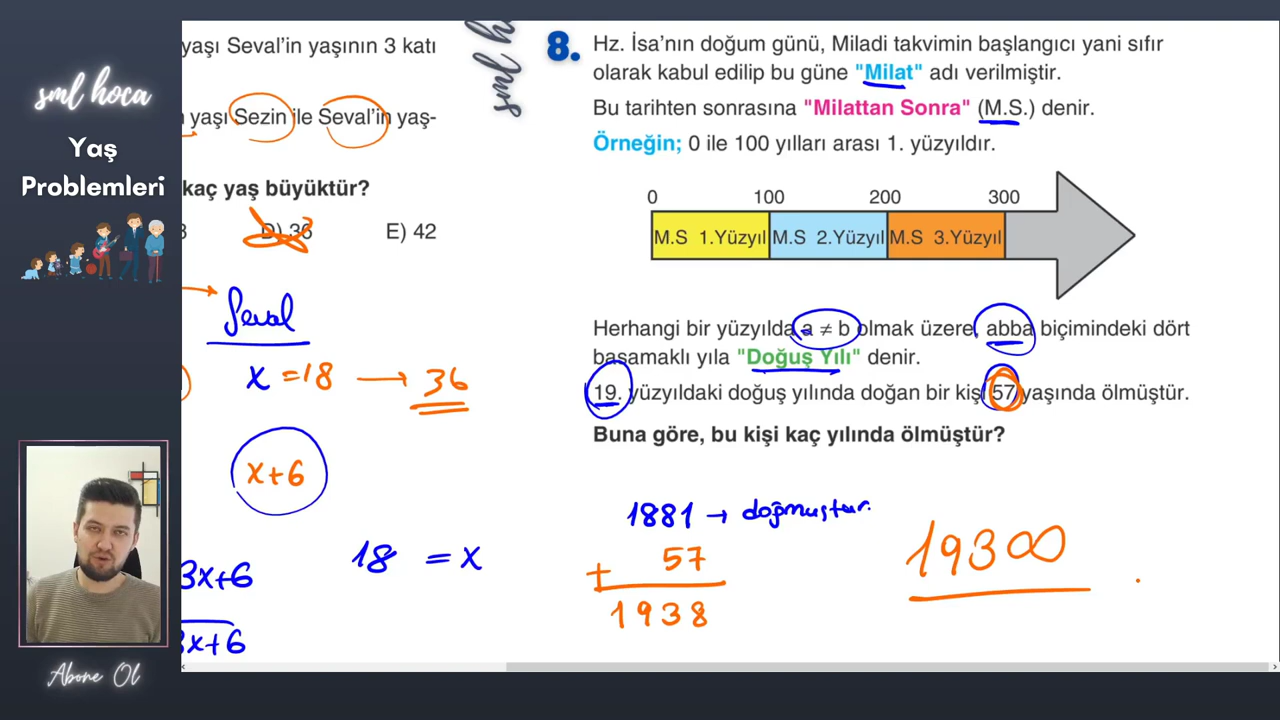 sml hoca
Yaş
Problemleri
Abone Ol
yaşı Seval'in yaşının 3 katı
yaşı Sezin ile Seval'in yaş-
kaç yaş büyüktür?
D) 36
E) 42
Seval
x = 18 → 36
x+6
18 = x
3x+6
3x+6
sml h
8. Hz. İsa'nın doğum günü, Miladi takvimin başlangıcı yani sıfır
olarak kabul edilip bu güne "Milat" adı verilmiştir.
Bu tarihten sonrasına "Milattan Sonra" (M.S.) denir.
Örneğin; 0 ile 100 yılları arası 1. yüzyıldır.
0 100 200 300
M.S 1.Yüzyıl M.S 2.Yüzyıl M.S 3.Yüzyıl
Herhangi bir yüzyılda a ≠ b olmak üzere, abba biçimindeki dört
basamaklı yıla "Doğuş Yılı" denir.
19. yüzyıldaki doğuş yılında doğan bir kişi 57 yaşında ölmüştür.
Buna göre, bu kişi kaç yılında ölmüştür?
1881 → doğmuştur.
57
+
1938
193∞